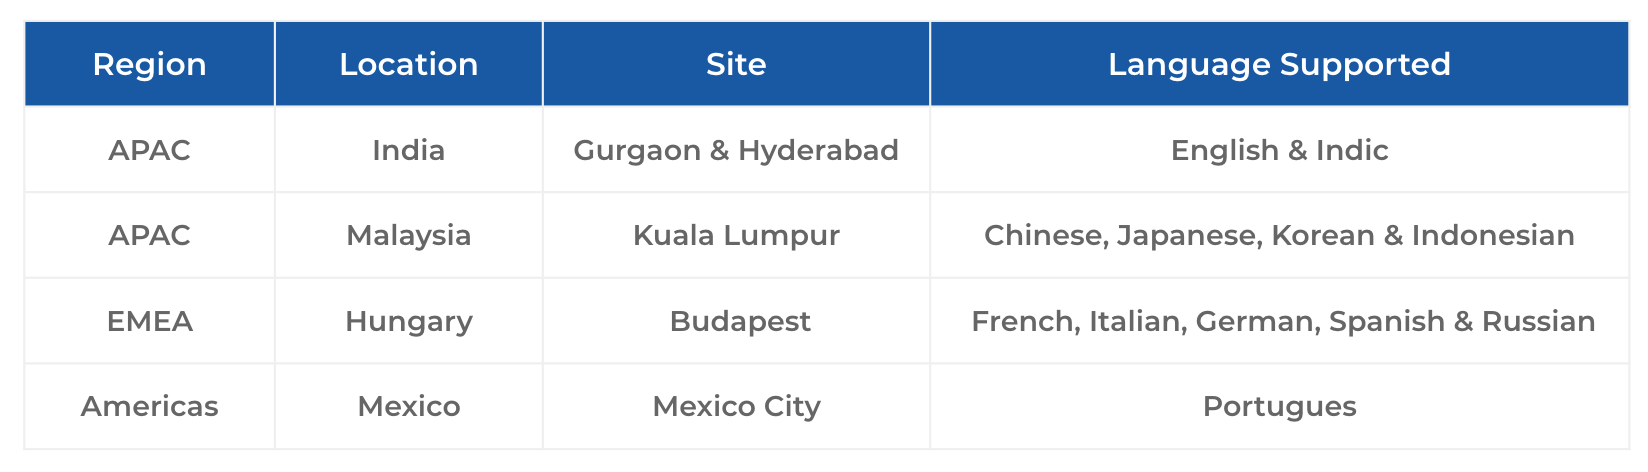 Region Location Site Language Supported
APAC India Gurgaon & Hyderabad English & Indic
APAC Malaysia Kuala Lumpur Chinese, Japanese, Korean & Indonesian
EMEA Hungary Budapest French, Italian, German, Spanish & Russian
Americas Mexico Mexico City Portugues